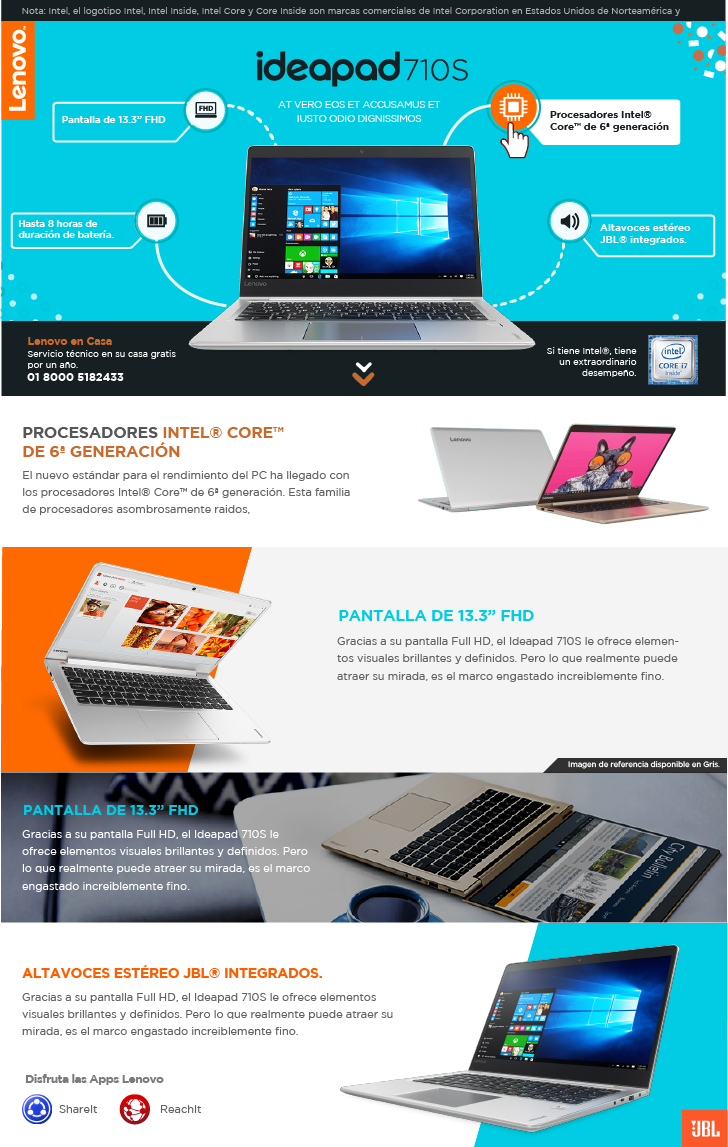 Nota: Intel, el logotipo Intel, Intel Inside, Intel Core y Core Inside son marcas comerciales de Intel Corporation en Estados Unidos de Norteamérica y
Lenovo
ideapad 710S
AT VERO EOS ET ACCUSAMUS ET
IUSTO ODIO DIGNISSIMOS
FHD
Pantalla de 13.3” FHD
Procesadores Intel®
Core™ de 6ª generación
Hasta 8 horas de
duración de batería.
Altavoces estéreo
JBL® integrados.
Lenovo
Lenovo en Casa
Servicio técnico en su casa gratis
por un año.
01 8000 5182433
Si tiene Intel®, tiene
un extraordinario
desempeño.
intel
CORE i7
inside
PROCESADORES INTEL® CORE™
DE 6ª GENERACIÓN
El nuevo estándar para el rendimiento del PC ha llegado con
los procesadores Intel® Core™ de 6ª generación. Esta familia
de procesadores asombrosamente raidos,
Lenovo
PANTALLA DE 13.3” FHD
Gracias a su pantalla Full HD, el Ideapad 710S le ofrece elemen-
tos visuales brillantes y definidos. Pero lo que realmente puede
atraer su mirada, es el marco engastado increiblemente fino.
Imagen de referencia disponible en Gris.
PANTALLA DE 13.3” FHD
Gracias a su pantalla Full HD, el Ideapad 710S le
ofrece elementos visuales brillantes y definidos. Pero
lo que realmente puede atraer su mirada, es el marco
engastado increiblemente fino.
City Bulletin
ALTAVOCES ESTÉREO JBL® INTEGRADOS.
Gracias a su pantalla Full HD, el Ideapad 710S le ofrece elementos
visuales brillantes y definidos. Pero lo que realmente puede atraer su
mirada, es el marco engastado increiblemente fino.
Disfruta las Apps Lenovo
ShareIt
ReachIt
JBL